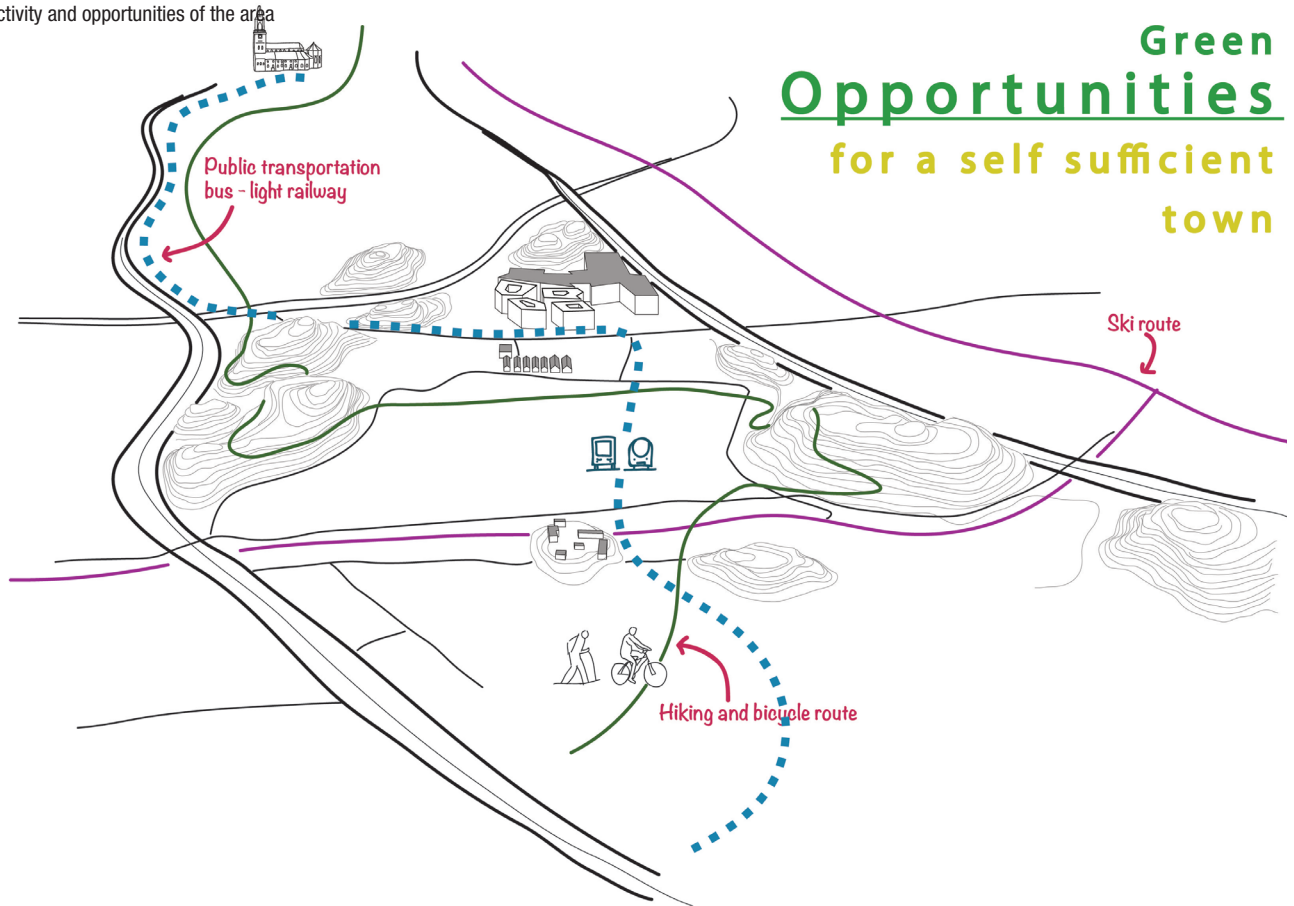 ctivity and opportunities of the area
Green
Opportunities
for a self sufficient
town
Public transportation
bus - light railway
Ski route
Hiking and bicycle route